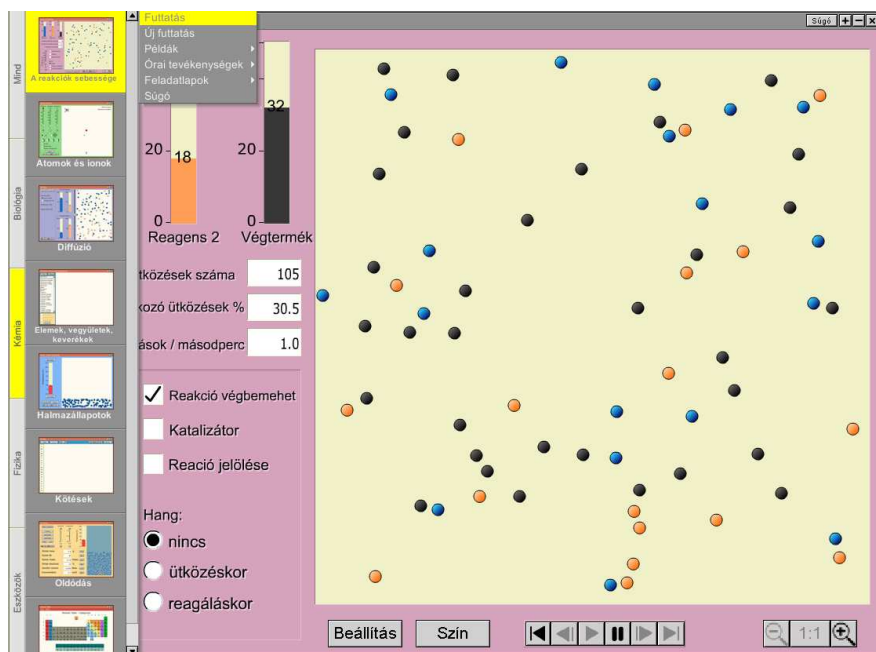 Futtatás
Új futtatás
Példák
Órai tevékenységek
Feladatlapok
Súgó
Súgó
Mind
Biológia
Kémia
Fizika
Eszközök
A reakciók sebessége
Atomok és ionok
Diffúzió
Elemek, vegyületek,
keverékek
Halmazállapotok
Kötések
Oldódás
20
18
20
32
0
0
Reagens 2
Végtermék
tközések száma 105
kozó ütközések % 30.5
ások / másodperc 1.0
Reakció végbemehet
Katalizátor
Reació jelölése
Hang:
nincs
ütközéskor
reagáláskor
Beállítás
Szín
1:1